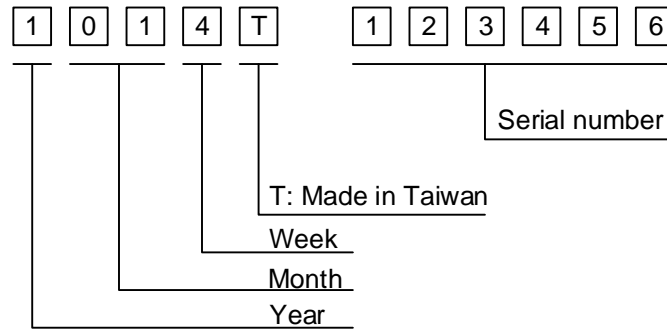 1 0 1 4 T 1 2 3 4 5 6
Serial number
T: Made in Taiwan
Week
Month
Year